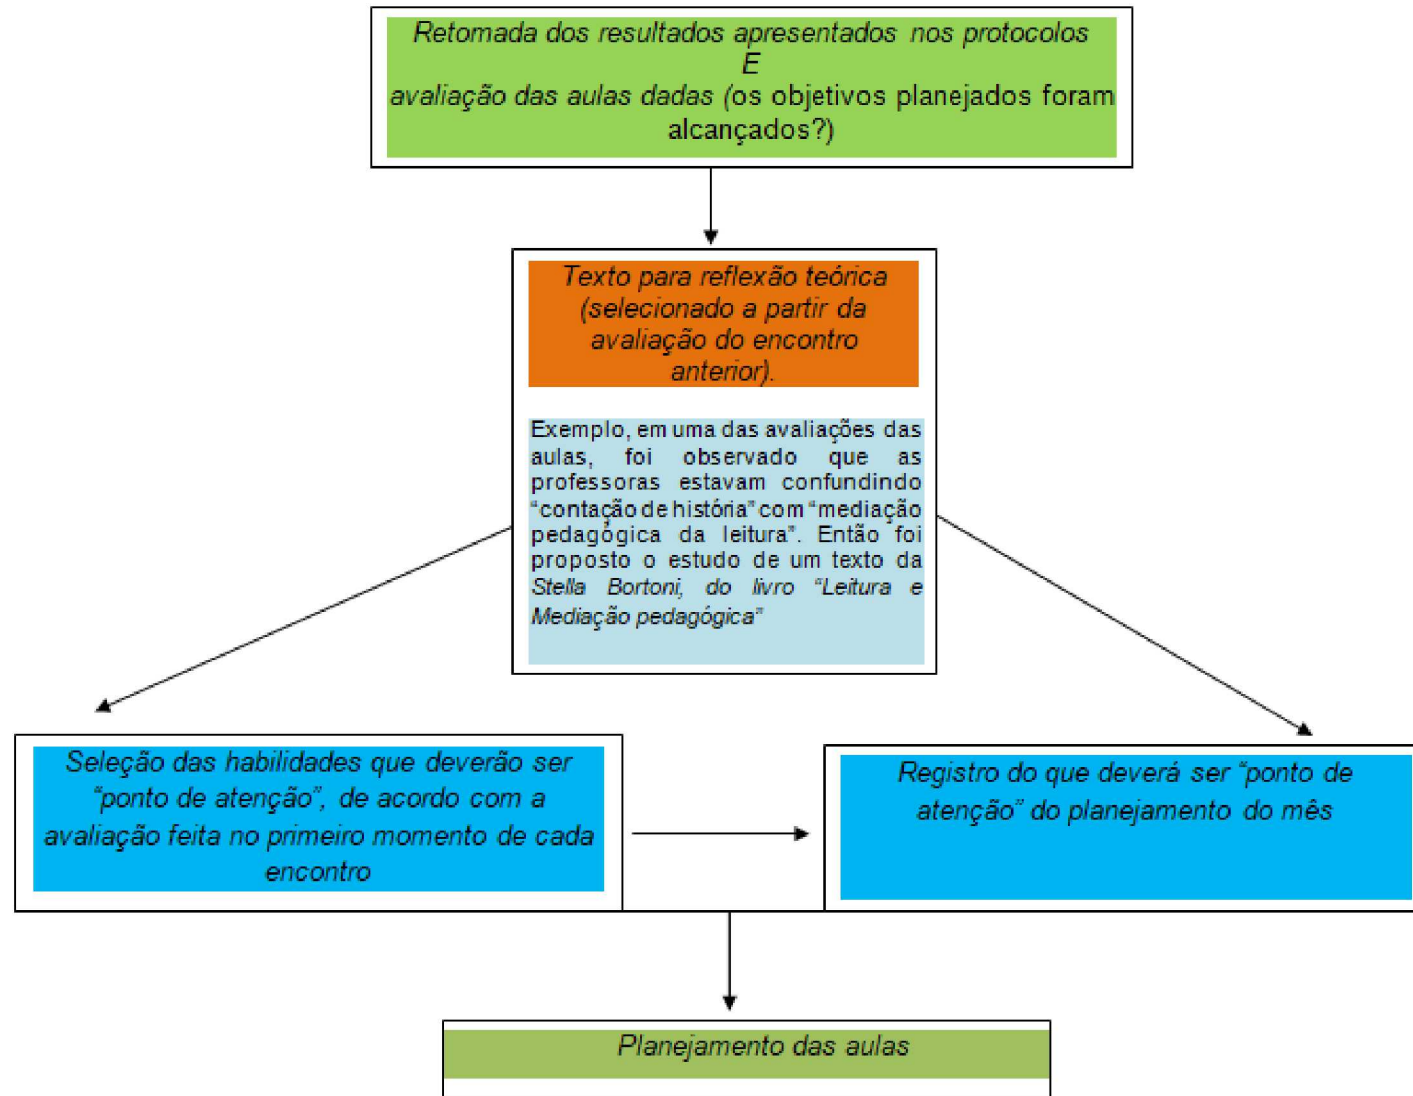 Retomada dos resultados apresentados nos protocolos
E
avaliação das aulas dadas (os objetivos planejados foram
alcançados?)
Texto para reflexão teórica
(selecionado a partir da
avaliação do encontro
anterior).
Exemplo, em uma das avaliações das
aulas, foi observado que as
professoras estavam confundindo
“contação de história” com “mediação
pedagógica da leitura”. Então foi
proposto o estudo de um texto da
Stella Bortoni, do livro “Leitura e
Mediação pedagógica”
Seleção das habilidades que deverão ser
“ponto de atenção”, de acordo com a
avaliação feita no primeiro momento de cada
encontro
Registro do que deverá ser “ponto de
atenção” do planejamento do mês
Planejamento das aulas